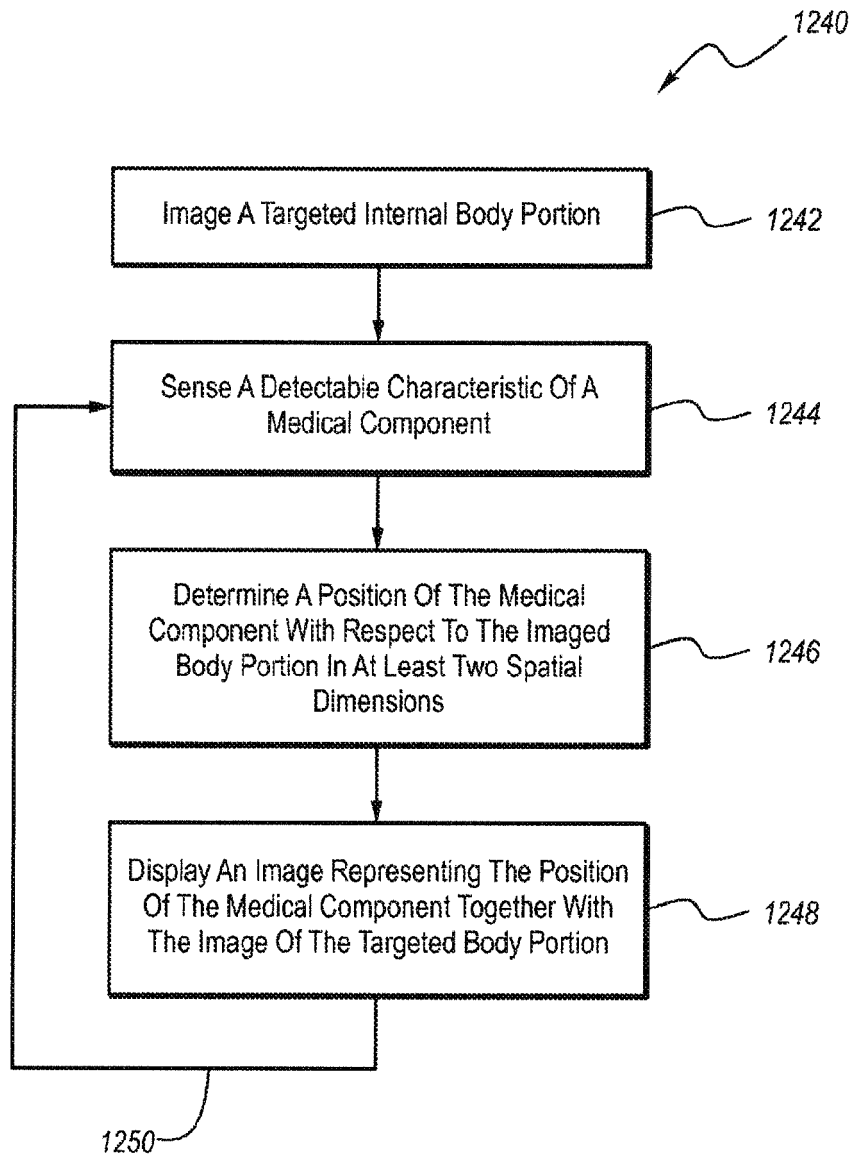 1240
Image A Targeted Internal Body Portion
1242
Sense A Detectable Characteristic Of A
Medical Component
1244
Determine A Position Of The Medical
Component With Respect To The Imaged
Body Portion In At Least Two Spatial
Dimensions
1246
Display An Image Representing The Position
Of The Medical Component Together With
The Image Of The Targeted Body Portion
1248
1250